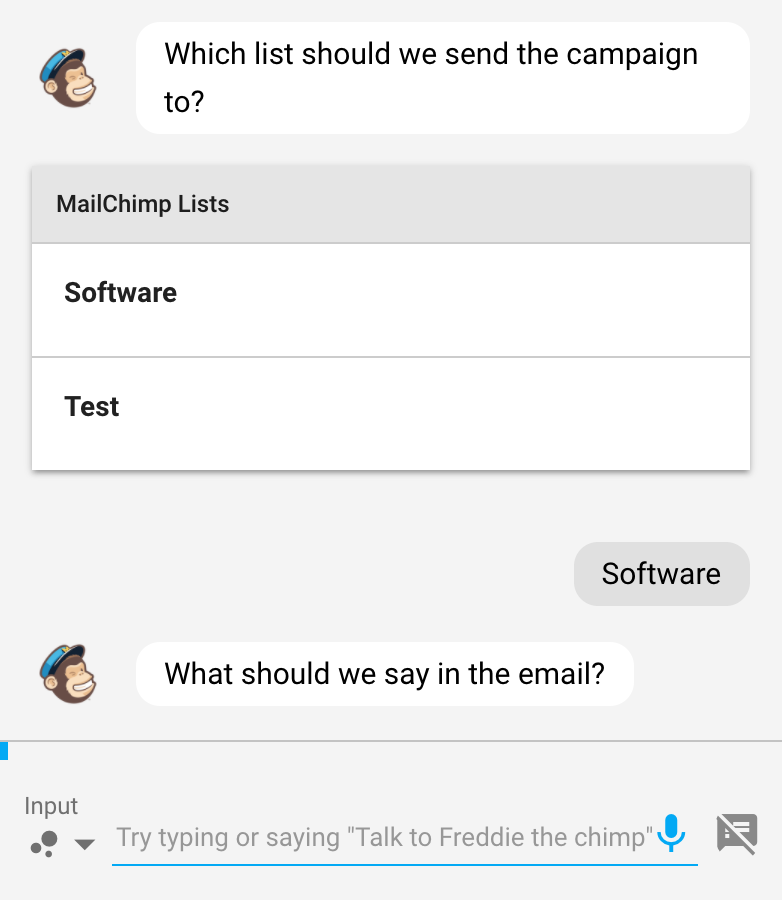 Which list should we send the campaign
to?
MailChimp Lists
Software
Test
Software
What should we say in the email?
Input
Try typing or saying "Talk to Freddie the chimp"